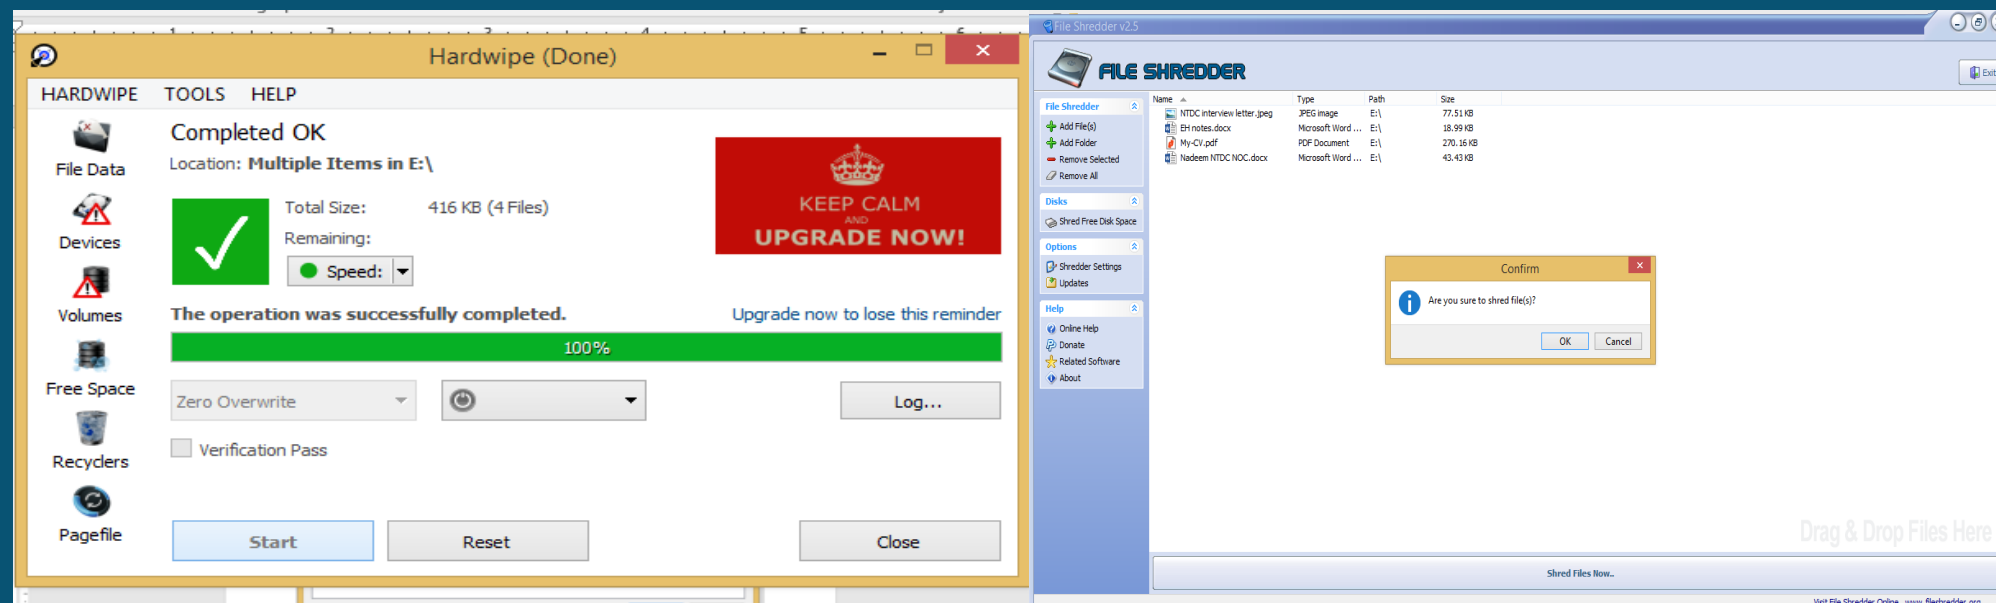 Hardwipe (Done)
HARDWIPE TOOLS HELP
File Data
Devices
Volumes
Free Space
Recyclers
Pagefile
Completed OK
Location: Multiple Items in E:\
Total Size: 416 KB (4 Files)
Remaining:
Speed:
KEEP CALM
AND
UPGRADE NOW!
The operation was successfully completed.
Upgrade now to lose this reminder
100%
Zero Overwrite
Log...
Verification Pass
Start Reset Close
File Shredder v2.5
FILE SHREDDER
Exit
File Shredder
Add File(s)
Add Folder
Remove Selected
Remove All
Disks
Shred Free Disk Space
Options
Shredder Settings
Updates
Help
Online Help
Donate
Related Software
About
Name Type Path Size
NTDC interview letter.jpeg JPEG image E:\ 77.51 KB
EH notes.docx Microsoft Word ... E:\ 18.99 KB
My-CV.pdf PDF Document E:\ 270.16 KB
Nadeem NTDC NOC.docx Microsoft Word ... E:\ 43.43 KB
Confirm
Are you sure to shred file(s)?
OK Cancel
Drag & Drop Files Here
Shred Files Now..